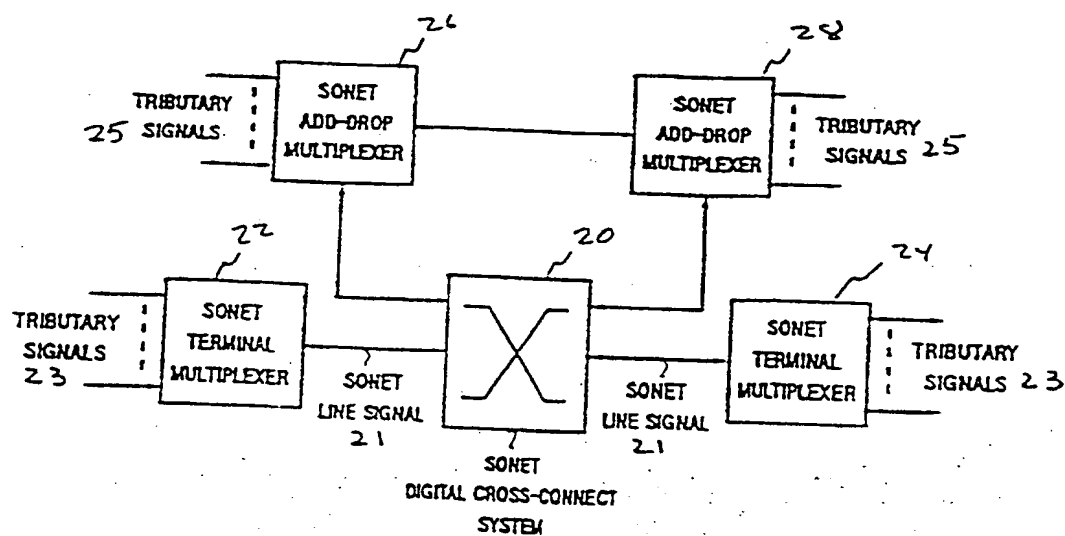 26
28
SONET
ADD-DROP
MULTIPLEXER
TRIBUTARY
25 SIGNALS
SONET
ADD-DROP
MULTIPLEXER
TRIBUTARY
SIGNALS 25
22
20
24
SONET
TERMINAL
MULTIPLEXER
TRIBUTARY
SIGNALS
23
SONET
LINE SIGNAL
21
SONET
LINE SIGNAL
21
SONET
TERMINAL
MULTIPLEXER
TRIBUTARY
SIGNALS 23
SONET
DIGITAL CROSS-CONNECT
SYSTEM